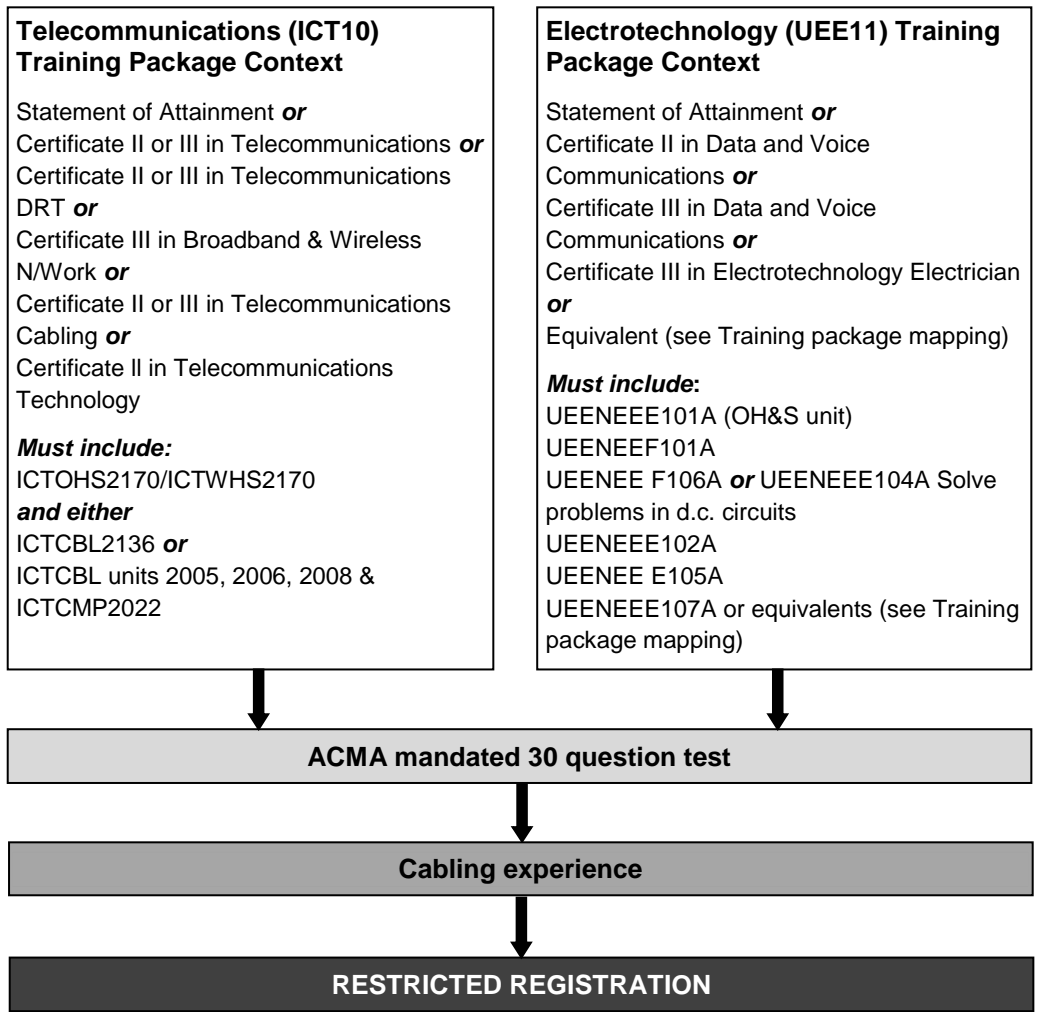 Telecommunications (ICT10)
Training Package Context
Statement of Attainment or
Certificate II or III in Telecommunications or
Certificate II or III in Telecommunications
DRT or
Certificate III in Broadband & Wireless
N/Work or
Certificate II or III in Telecommunications
Cabling or
Certificate II in Telecommunications
Technology
Must include:
ICTOHS2170/ICTWHS2170
and either
ICTCBL2136 or
ICTCBL units 2005, 2006, 2008 &
ICTCMP2022
Electrotechnology (UEE11) Training
Package Context
Statement of Attainment or
Certificate II in Data and Voice
Communications or
Certificate III in Data and Voice
Communications or
Certificate III in Electrotechnology Electrician
or
Equivalent (see Training package mapping)
Must include:
UEENEEE101A (OH&S unit)
UEENEEF101A
UEENEE F106A or UEENEEE104A Solve
problems in d.c. circuits
UEENEEE102A
UEENEE E105A
UEENEEE107A or equivalents (see Training
package mapping)
ACMA mandated 30 question test
Cabling experience
RESTRICTED REGISTRATION